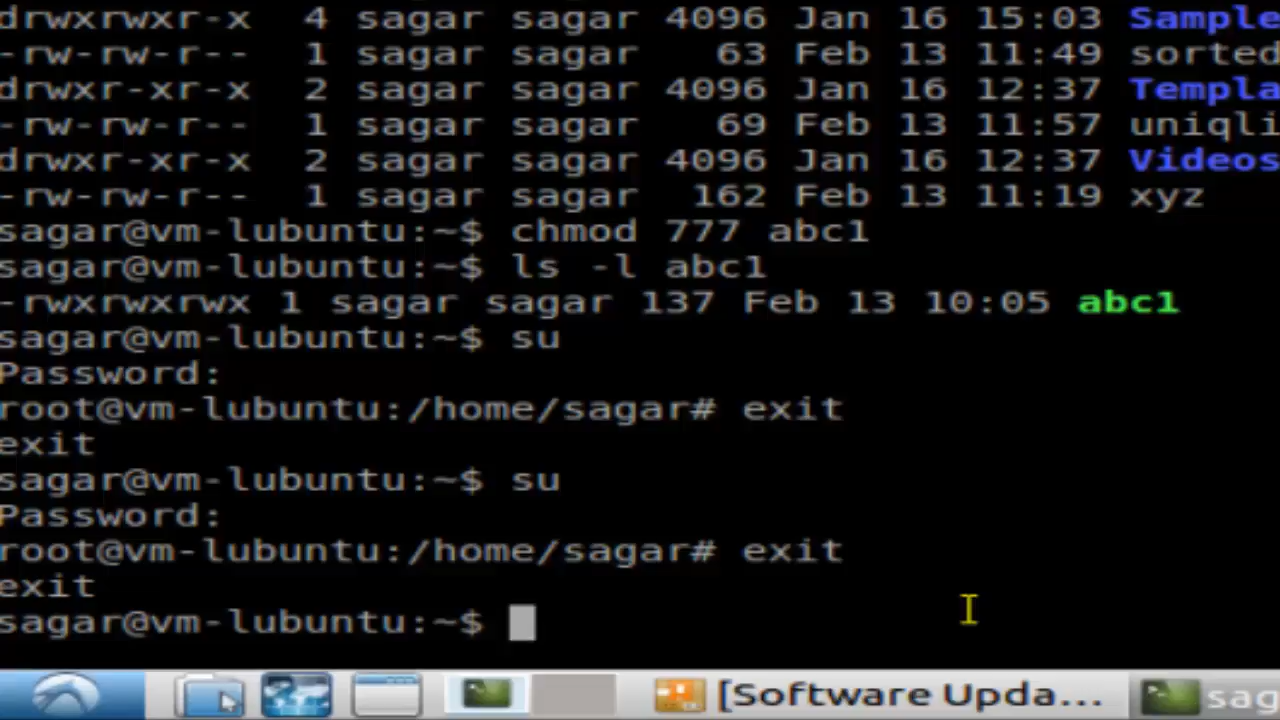 drwxrwxr-x 4 sagar sagar 4096 Jan 16 15:03 Sample
-rw-rw-r-- 1 sagar sagar 63 Feb 13 11:49 sorted
drwxr-xr-x 2 sagar sagar 4096 Jan 16 12:37 Templa
-rw-rw-r-- 1 sagar sagar 69 Feb 13 11:57 uniqli
drwxr-xr-x 2 sagar sagar 4096 Jan 16 12:37 Videos
-rw-rw-r-- 1 sagar sagar 162 Feb 13 11:19 xyz
sagar@vm-lubuntu:~$ chmod 777 abc1
sagar@vm-lubuntu:~$ ls -l abc1
-rwxrwxrwx 1 sagar sagar 137 Feb 13 10:05 abc1
sagar@vm-lubuntu:~$ su
Password:
root@vm-lubuntu:/home/sagar# exit
exit
sagar@vm-lubuntu:~$ su
Password:
root@vm-lubuntu:/home/sagar# exit
exit
sagar@vm-lubuntu:~$
[Software Upda... sag